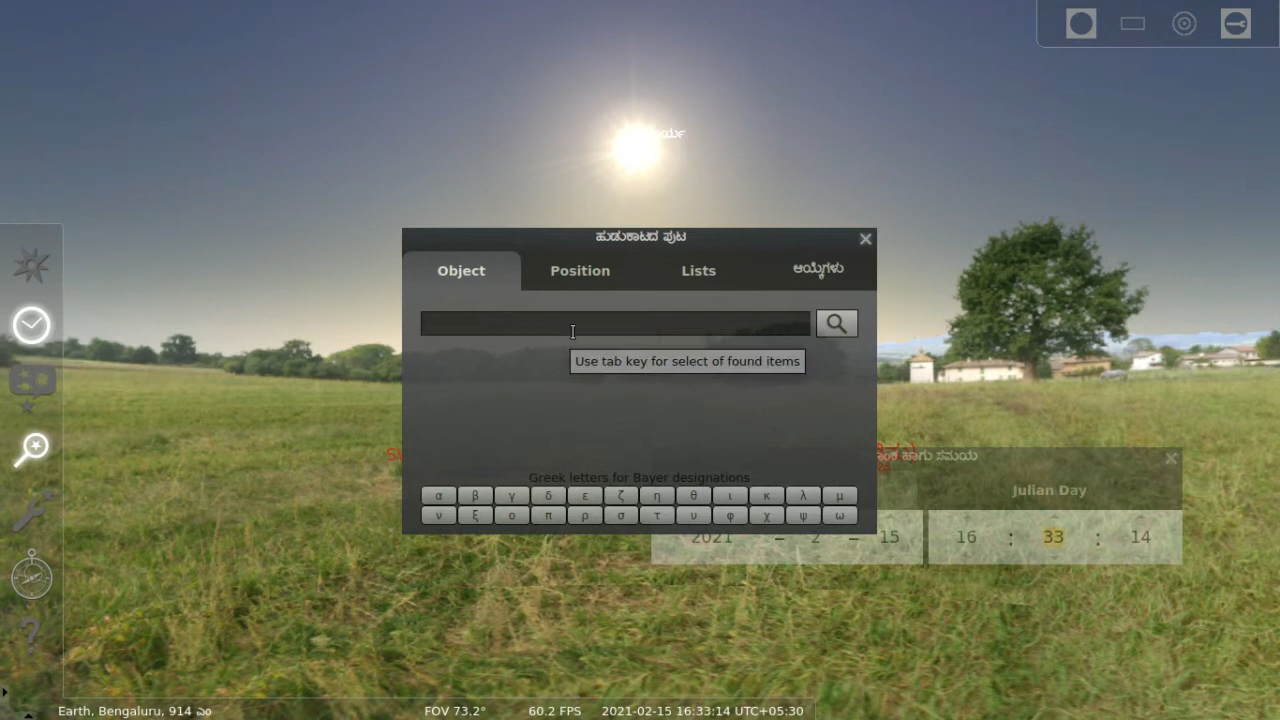 ಹುಡುಕಾಟದ ಪುಟ
Object
Position
Lists
ಆಯ್ಕೆಗಳು
Use tab key for select of found items
Greek letters for Bayer designations
α β γ δ ε ζ η θ ι κ λ μ
ν ξ ο π ρ σ τ υ φ χ ψ ω
ಹಾಗು ಸಮಯ
Julian Day
2021 – 2 – 15
16 : 33 : 14
Earth, Bengaluru, 914 ಎಂ
FOV 73.2°
60.2 FPS
2021-02-15 16:33:14 UTC+05:30